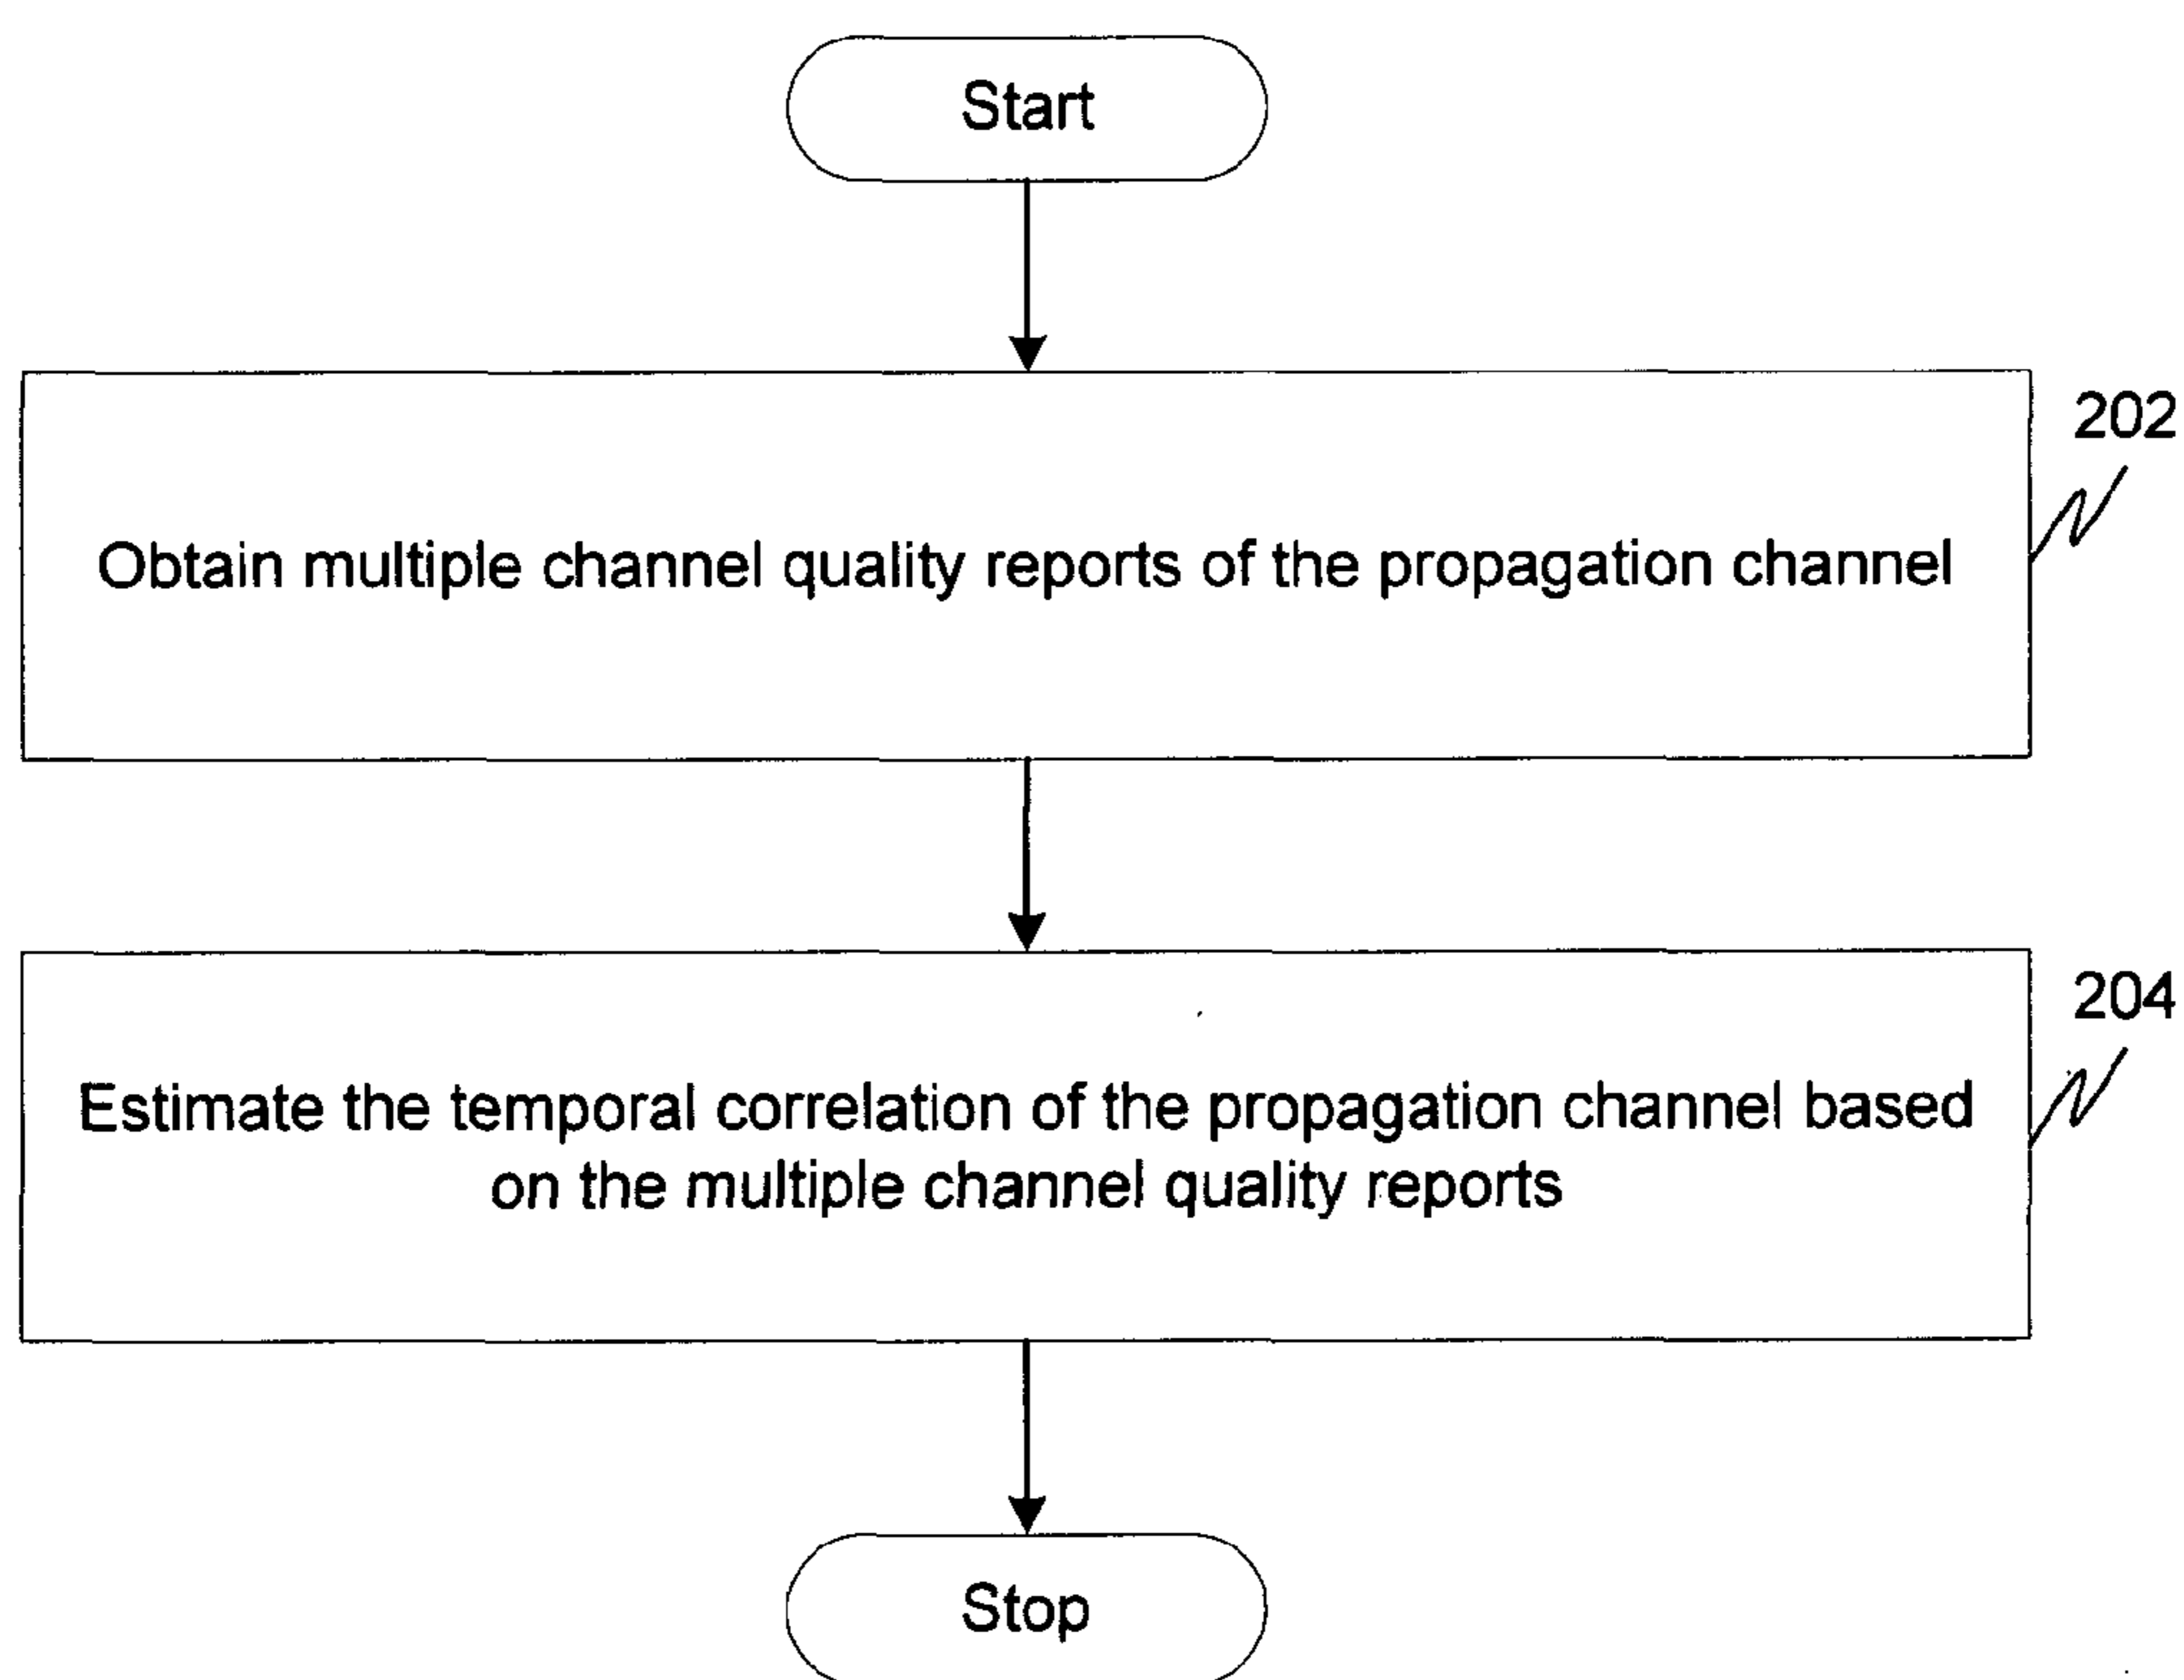 Start
202
Obtain multiple channel quality reports of the propagation channel
204
Estimate the temporal correlation of the propagation channel based
on the multiple channel quality reports
Stop